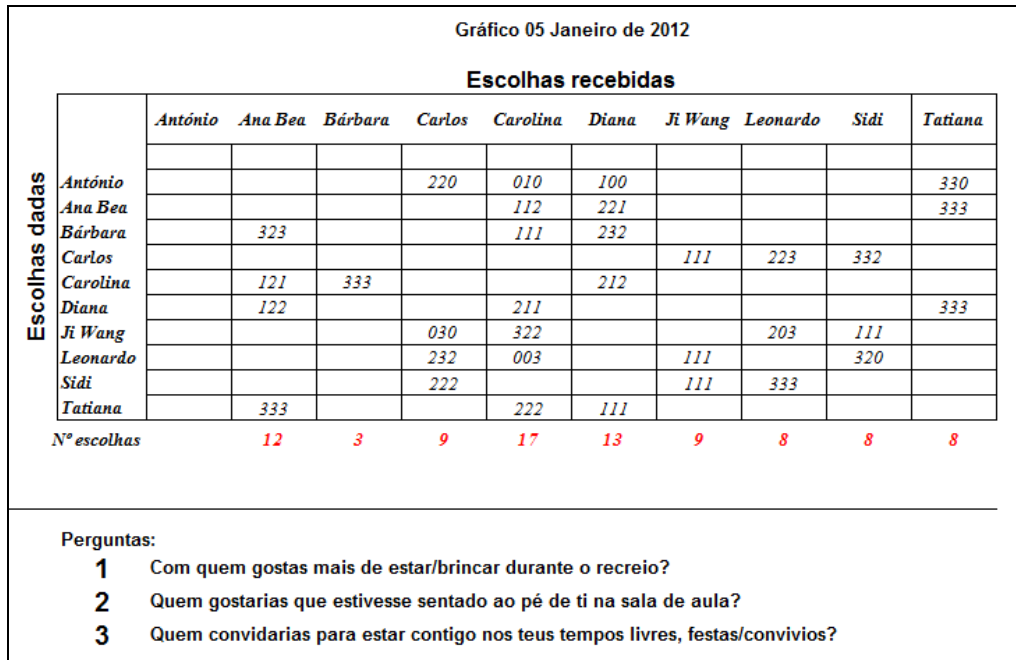 Gráfico 05 Janeiro de 2012
Escolhas recebidas
António Ana Bea Bárbara Carlos Carolina Diana Ji Wang Leonardo Sidi Tatiana
Escolhas dadas
António 220 010 100 330
Ana Bea 112 221 333
Bárbara 323 111 232
Carlos 111 223 332
Carolina 121 333 212
Diana 122 211 333
Ji Wang 030 322 203 111
Leonardo 232 003 111 320
Sidi 222 111 333
Tatiana 333 222 111
Nº escolhas 12 3 9 17 13 9 8 8 8
Perguntas:
1 Com quem gostas mais de estar/brincar durante o recreio?
2 Quem gostarias que estivesse sentado ao pé de ti na sala de aula?
3 Quem convidarias para estar contigo nos teus tempos livres, festas/convivios?